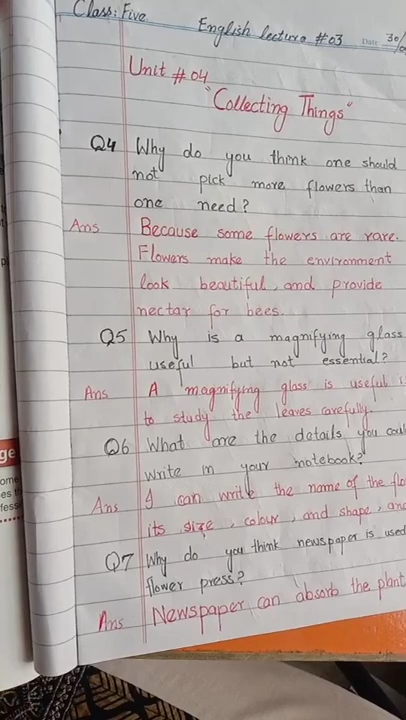 Class: Five
English lecture #03
Date 30/
Unit # 04
"Collecting Things"
Q4 Why do you think one should
not pick more flowers than
one need?
Ans Because some flowers are rare.
Flowers make the environment
look beautiful, and provide
nectar for bees.
Q5 Why is a magnifying glass
useful but not essential?
Ans A magnifying glass is useful
to study the leaves carefully.
Q6 What are the details you
write in your notebook?
Ans I can write the name of the
its size, colour, and shape,
Q7 Why do you think newspaper is used
flower press?
Ans Newspaper can absorb the plant